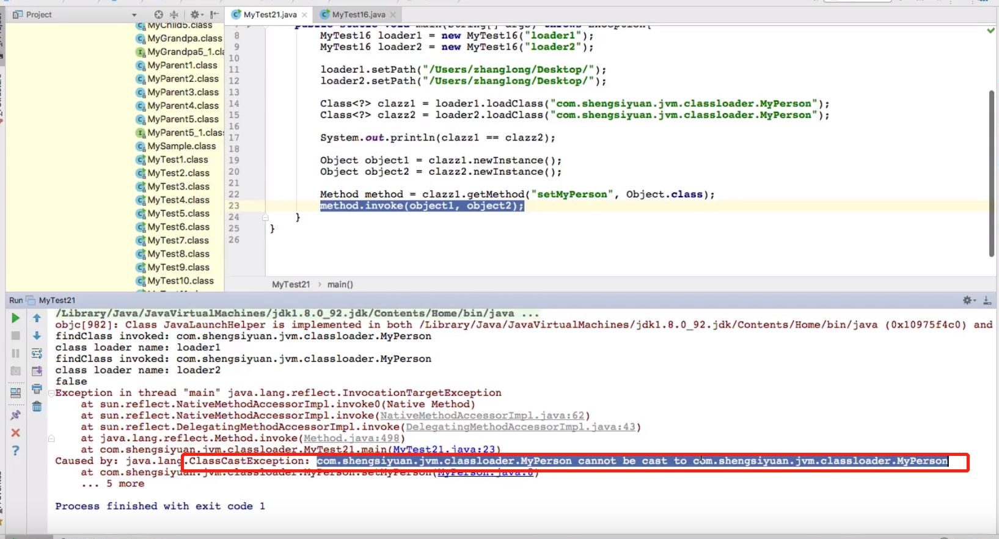 Project
MyTest21.java
MyTest16.java
MyChild5.class
MyGrandpa.class
MyGrandpa5_1.cla
MyParent1.class
MyParent2.class
MyParent3.class
MyParent4.class
MyParent5.class
MyParent5_1.class
MySample.class
MyTest1.class
MyTest2.class
MyTest3.class
MyTest4.class
MyTest5.class
MyTest6.class
MyTest7.class
MyTest8.class
MyTest9.class
MyTest10.class
public static void main(String[] args) throws Exception{
8 MyTest16 loader1 = new MyTest16("loader1");
9 MyTest16 loader2 = new MyTest16("loader2");
10
11 loader1.setPath("/Users/zhanglong/Desktop/");
12 loader2.setPath("/Users/zhanglong/Desktop/");
13
14 Class<?> clazz1 = loader1.loadClass("com.shengsiyuan.jvm.classloader.MyPerson");
15 Class<?> clazz2 = loader2.loadClass("com.shengsiyuan.jvm.classloader.MyPerson");
16
17 System.out.println(clazz1 == clazz2);
18
19 Object object1 = clazz1.newInstance();
20 Object object2 = clazz2.newInstance();
21
22 Method method = clazz1.getMethod("setMyPerson", Object.class);
23 method.invoke(object1, object2);
24 }
25 }
26
MyTest21 › main()
Run MyTest21
/Library/Java/JavaVirtualMachines/jdk1.8.0_92.jdk/Contents/Home/bin/java ...
objc[982]: Class JavaLaunchHelper is implemented in both /Library/Java/JavaVirtualMachines/jdk1.8.0_92.jdk/Contents/Home/bin/java (0x10975f4c0) and
findClass invoked: com.shengsiyuan.jvm.classloader.MyPerson
class loader name: loader1
findClass invoked: com.shengsiyuan.jvm.classloader.MyPerson
class loader name: loader2
false
Exception in thread "main" java.lang.reflect.InvocationTargetException
at sun.reflect.NativeMethodAccessorImpl.invoke0(Native Method)
at sun.reflect.NativeMethodAccessorImpl.invoke(NativeMethodAccessorImpl.java:62)
at sun.reflect.DelegatingMethodAccessorImpl.invoke(DelegatingMethodAccessorImpl.java:43)
at java.lang.reflect.Method.invoke(Method.java:498)
at com.shengsiyuan.jvm.classloader.MyTest21.main(MyTest21.java:23)
Caused by: java.lang.ClassCastException: com.shengsiyuan.jvm.classloader.MyPerson cannot be cast to com.shengsiyuan.jvm.classloader.MyPerson
at com.shengsiyuan.jvm.classloader.MyPerson.setMyPerson(MyPerson.java:8)
... 5 more
Process finished with exit code 1